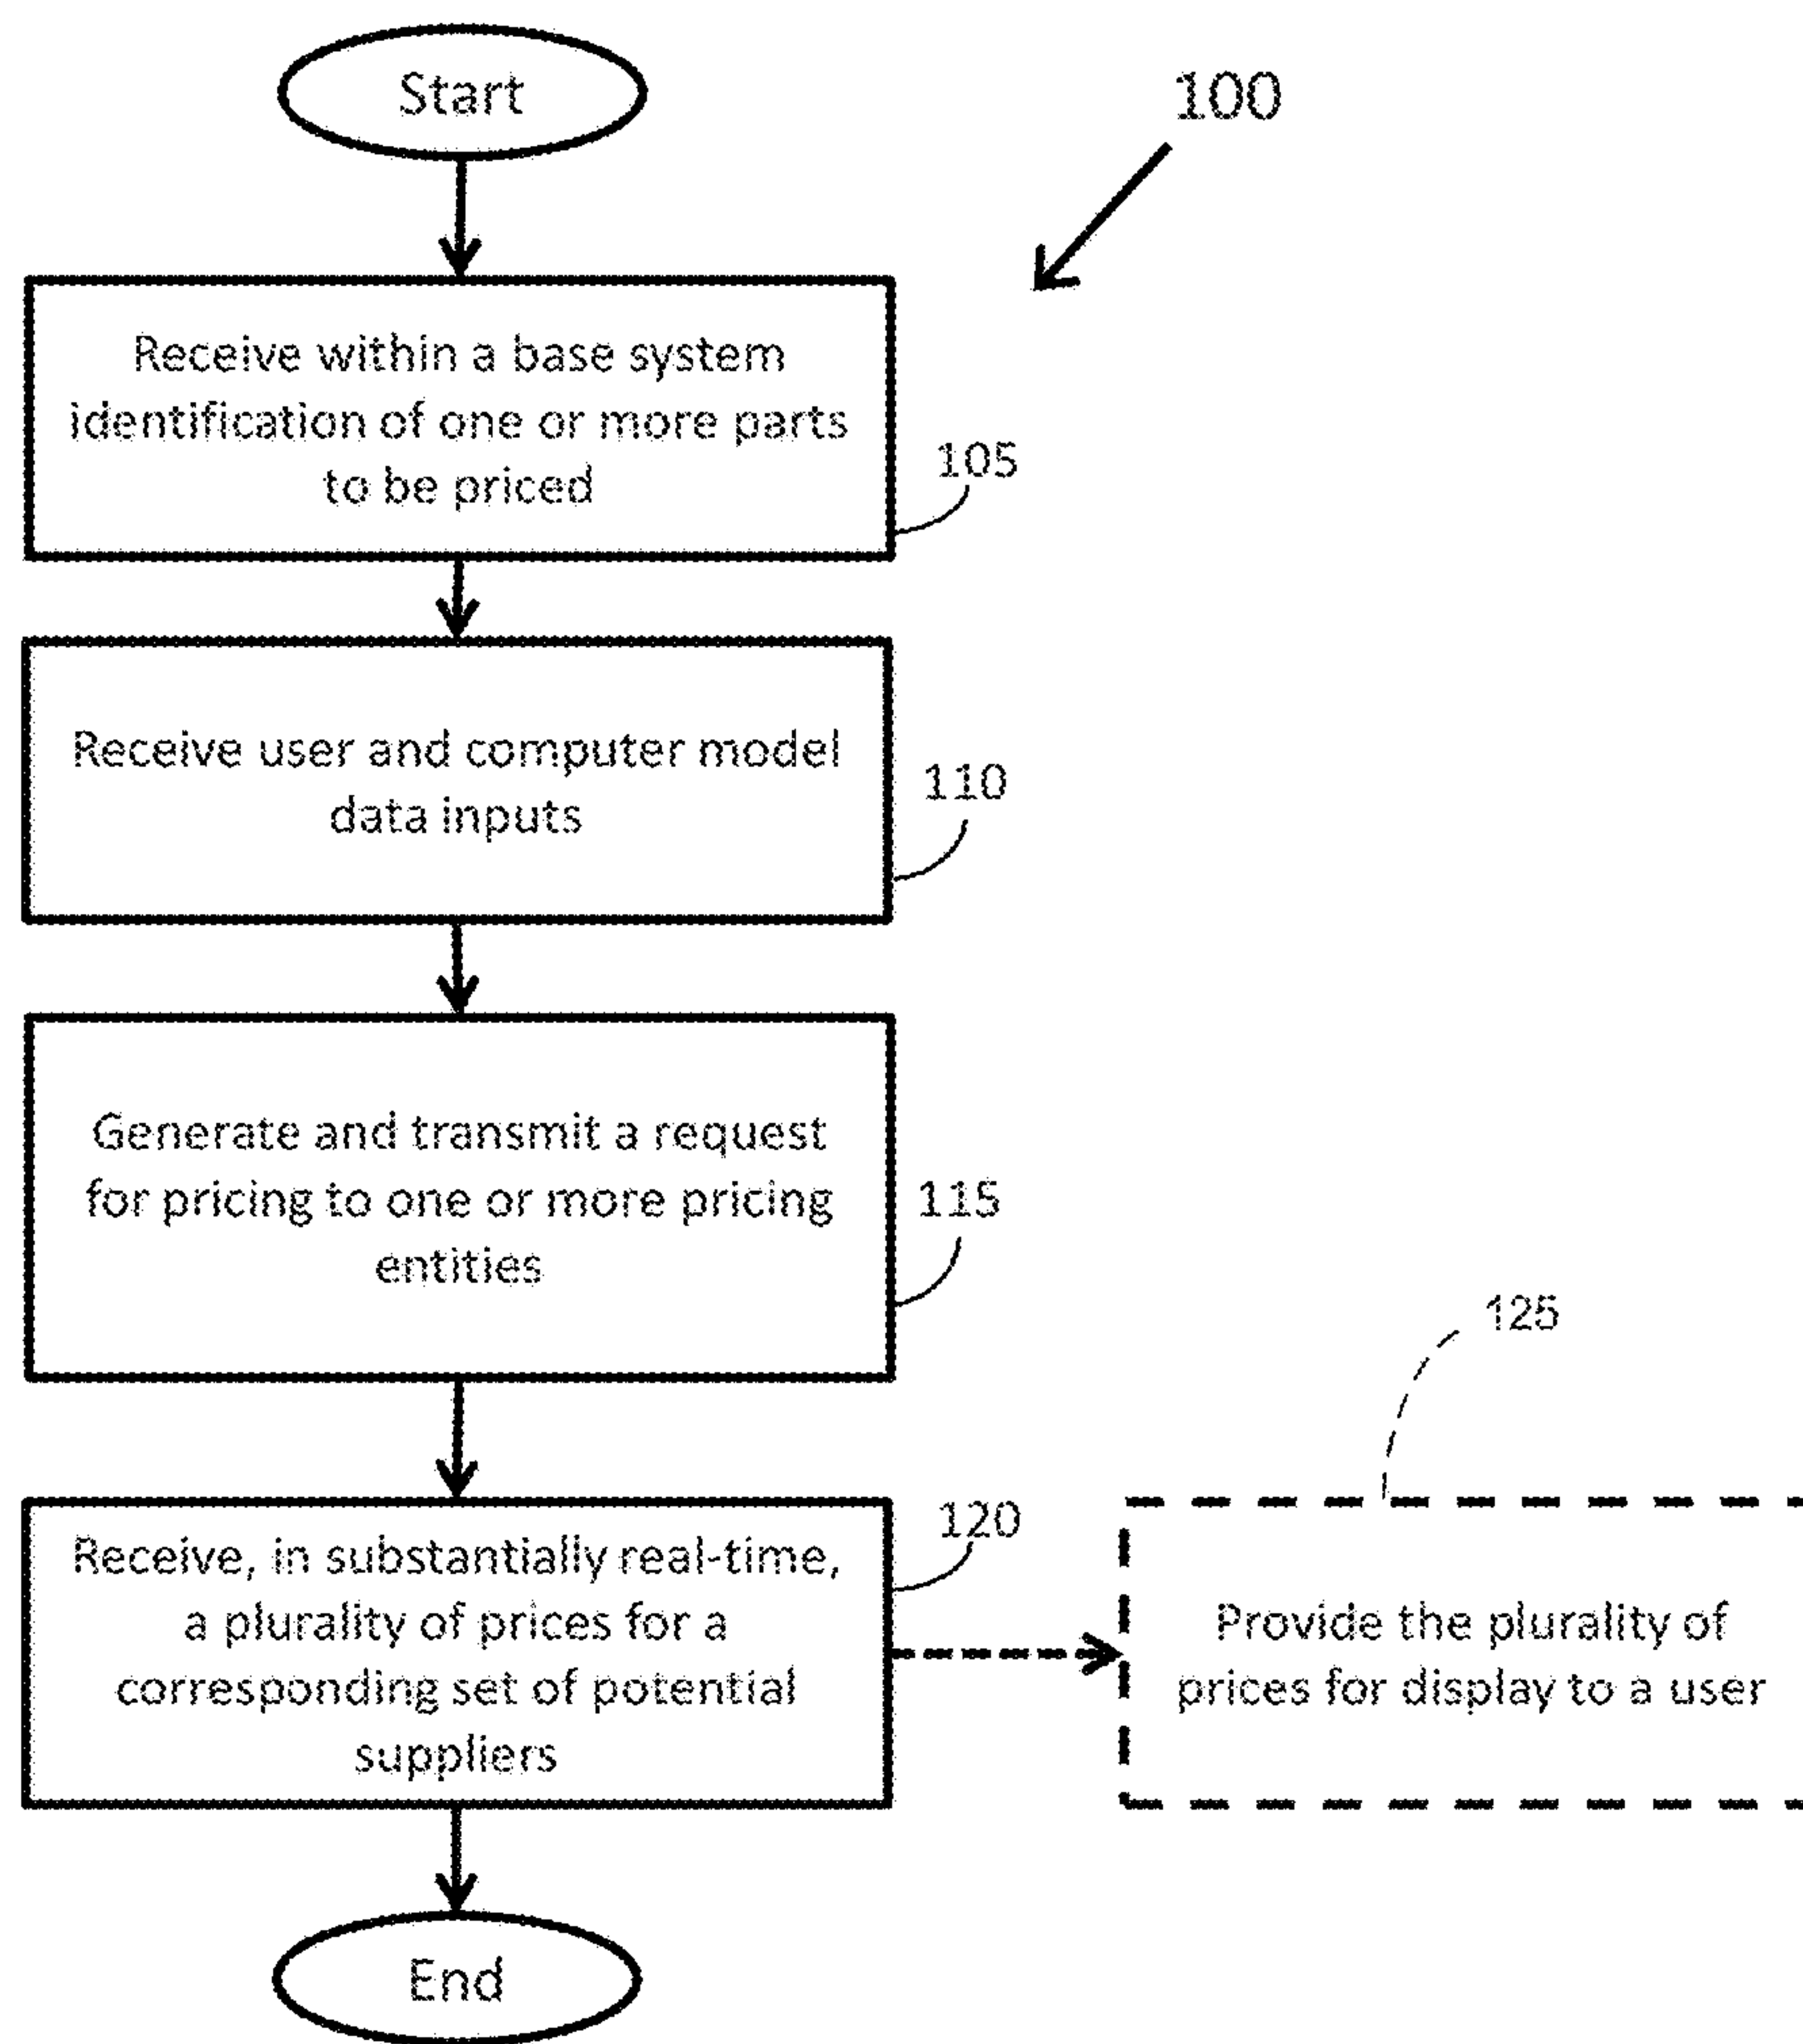 Start
100
Receive within a base system
identification of one or more parts
to be priced
105
Receive user and computer model
data inputs
110
Generate and transmit a request
for pricing to one or more pricing
entities
115
125
Receive, in substantially real-time,
a plurality of prices for a
corresponding set of potential
suppliers
120
Provide the plurality of
prices for display to a user
End